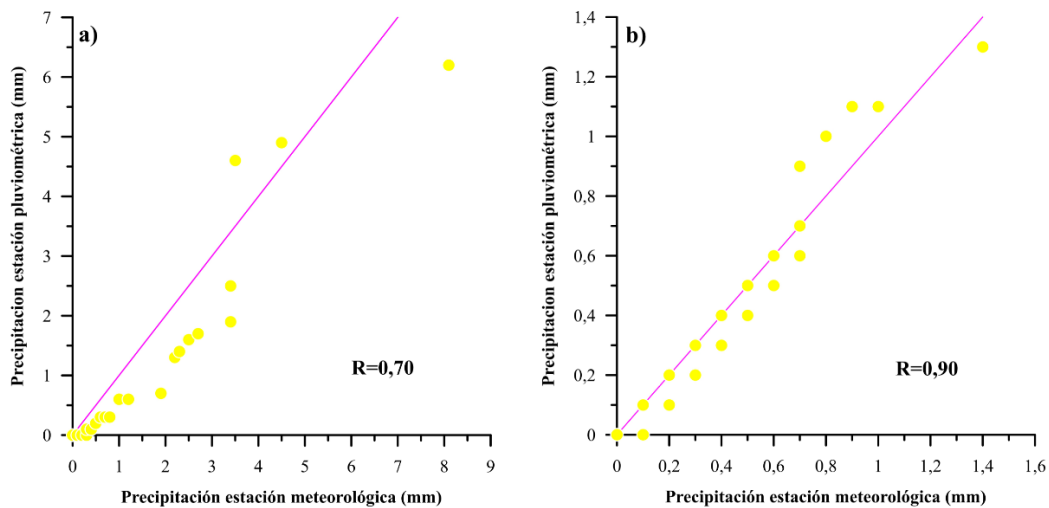 a)
Precipitación estación pluviométrica (mm)
7
6
5
4
3
2
1
0
R=0,70
0 1 2 3 4 5 6 7 8 9
Precipitación estación meteorológica (mm)
b)
Precipitacion estación pluviométrica (mm)
1,4
1,2
1
0,8
0,6
0,4
0,2
0
R=0,90
0 0,2 0,4 0,6 0,8 1 1,2 1,4 1,6
Precipitación estación meteorológica (mm)